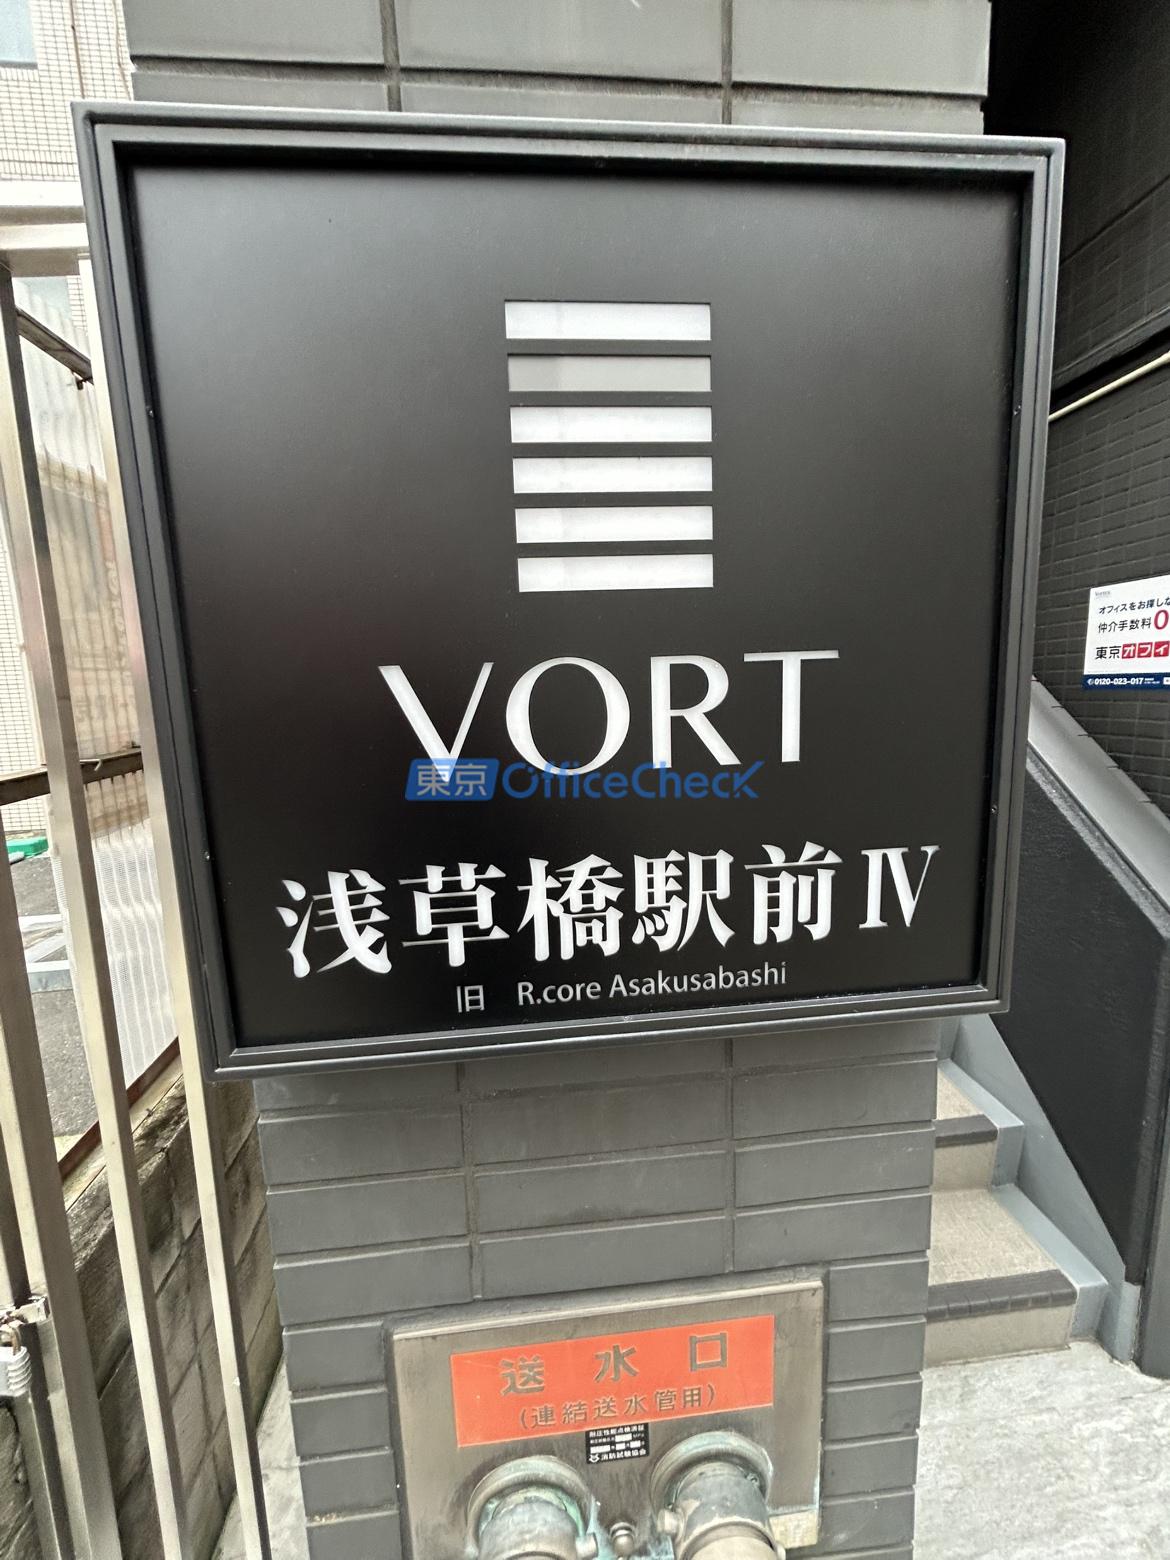 VORT
東京OfficeCheck
浅草橋駅前 IV
旧 R.core Asakusabashi
オフィスをお探しな
仲介手数料0
東京オフィ
0120-023-017
送水口
(連結送水管用)